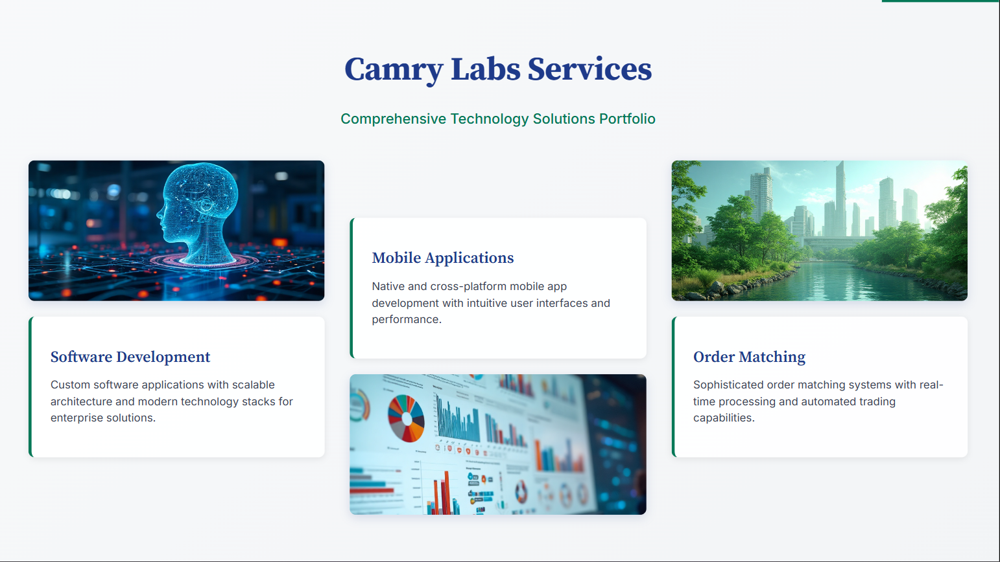 Camry Labs Services
Comprehensive Technology Solutions Portfolio
Software Development
Custom software applications with scalable
architecture and modern technology stacks for
enterprise solutions.
Mobile Applications
Native and cross-platform mobile app
development with intuitive user interfaces and
performance.
Order Matching
Sophisticated order matching systems with real-
time processing and automated trading
capabilities.